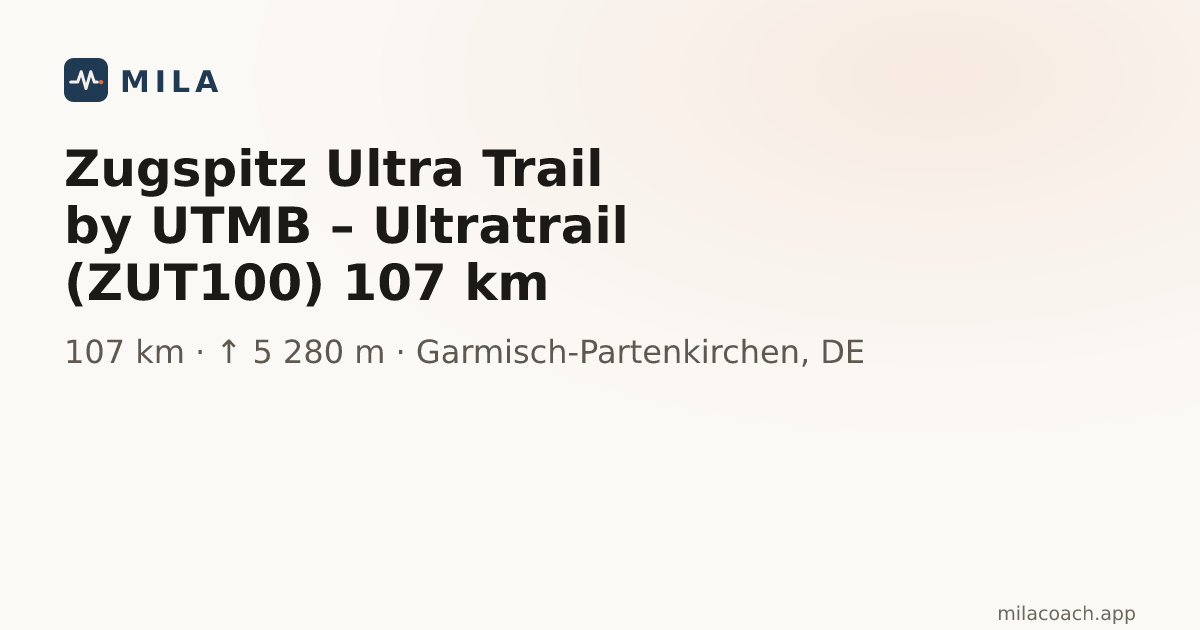 MILA
Zugspitz Ultra Trail
by UTMB – Ultratrail
(ZUT100) 107 km
107 km · ↑ 5 280 m · Garmisch-Partenkirchen, DE
milacoach.app